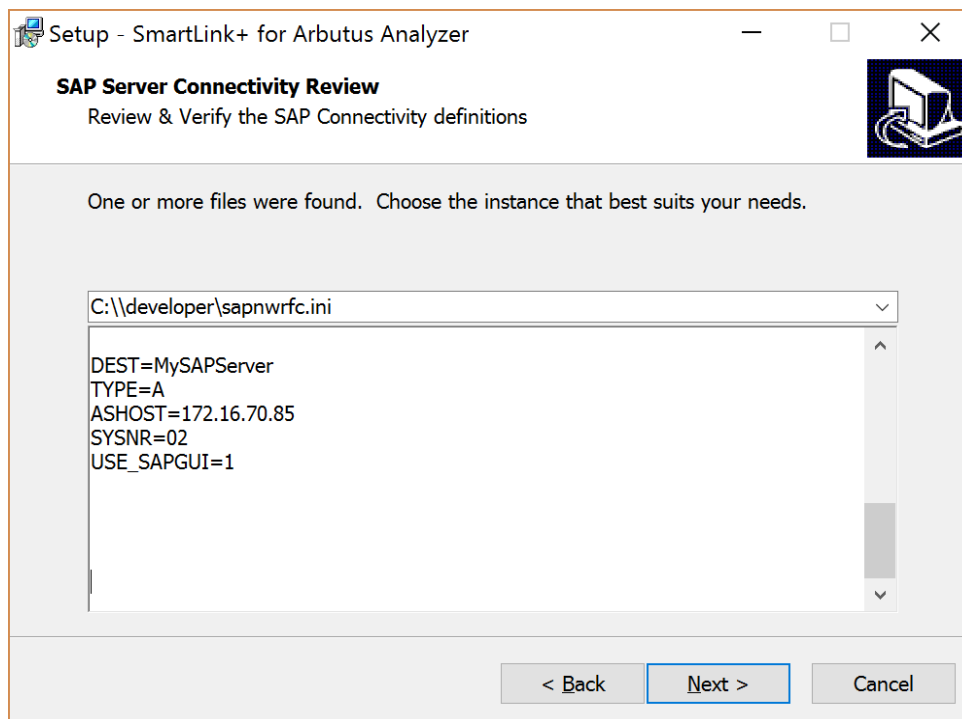 Setup - SmartLink+ for Arbutus Analyzer
SAP Server Connectivity Review
Review & Verify the SAP Connectivity definitions
One or more files were found.  Choose the instance that best suits your needs.
C:\\developer\sapnwrfc.ini
DEST=MySAPServer
TYPE=A
ASHOST=172.16.70.85
SYSNR=02
USE_SAPGUI=1
< Back
Next >
Cancel